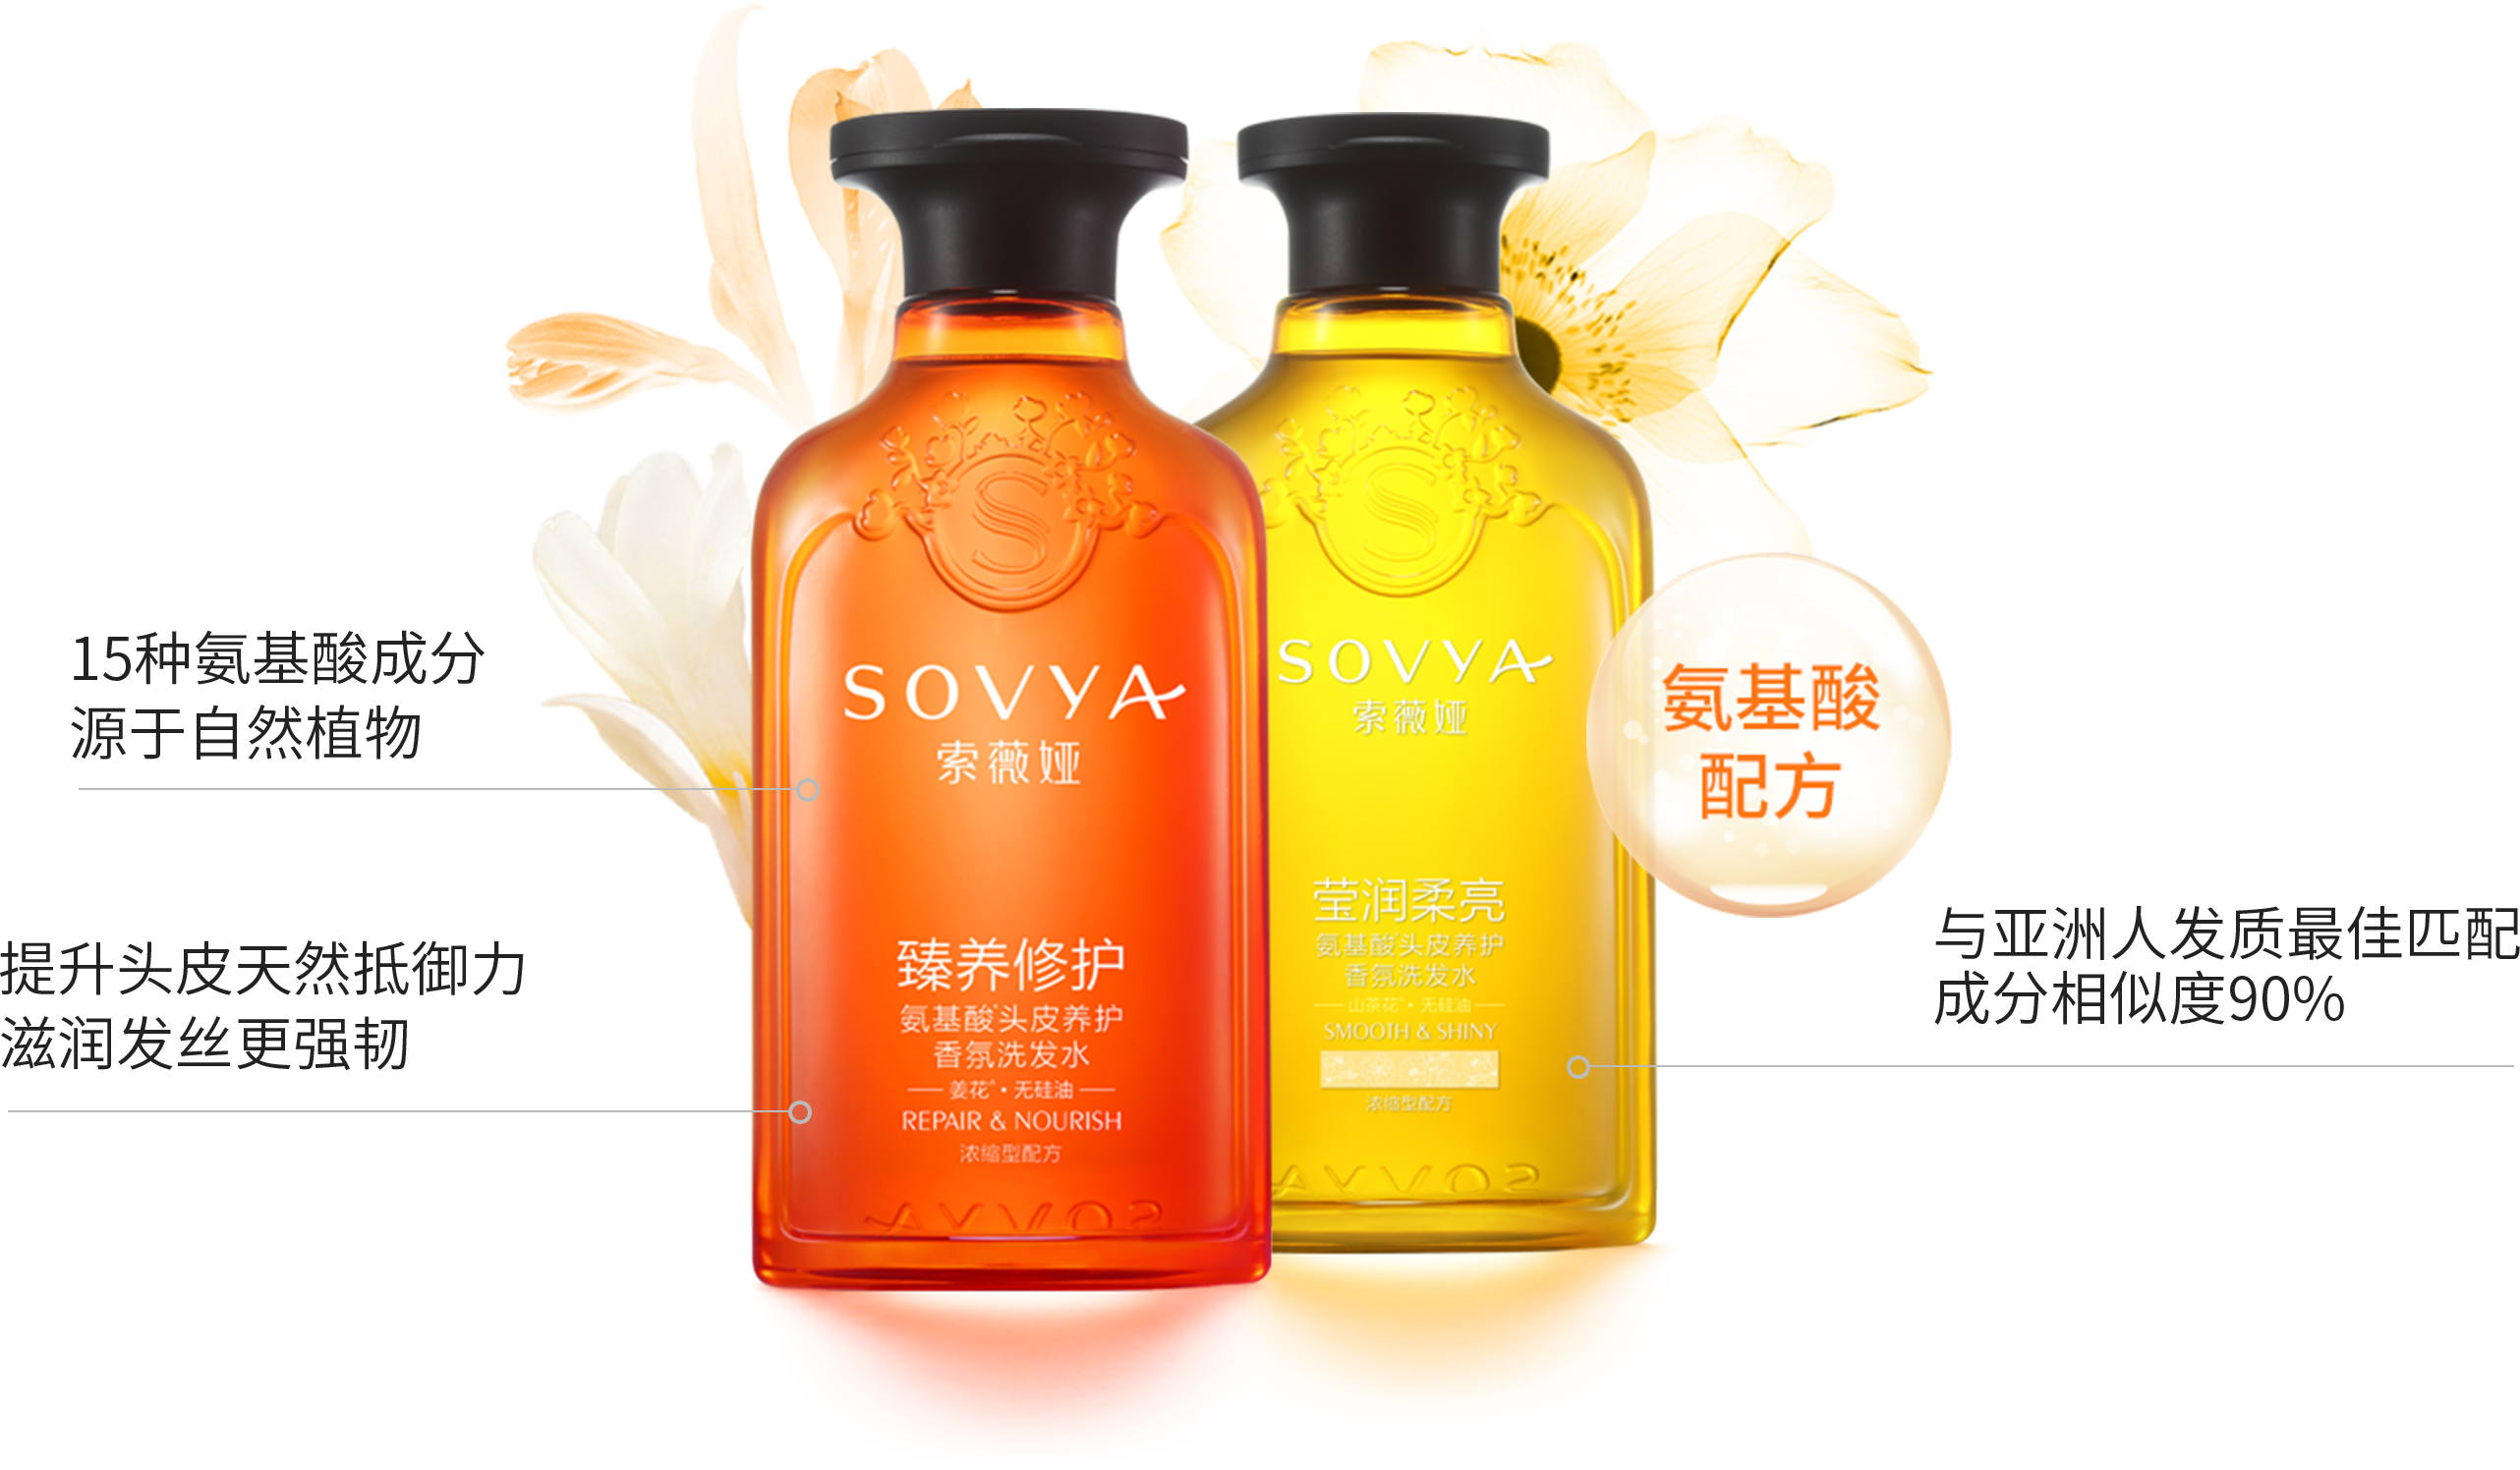 15种氨基酸成分
源于自然植物
提升头皮天然抵御力
滋润发丝更强韧
S
SOVYA
索薇娅
臻养修护
氨基酸头皮养护
香氛洗发水
姜花^·无硅油
REPAIR & NOURISH
浓缩型配方
SOVYA
S
SOVYA
索薇娅
莹润柔亮
氨基酸头皮养护
香氛洗发水
山茶花^·无硅油
SMOOTH & SHINY
浓缩型配方
SOVYA
氨基酸
配方
与亚洲人发质最佳匹配
成分相似度90%